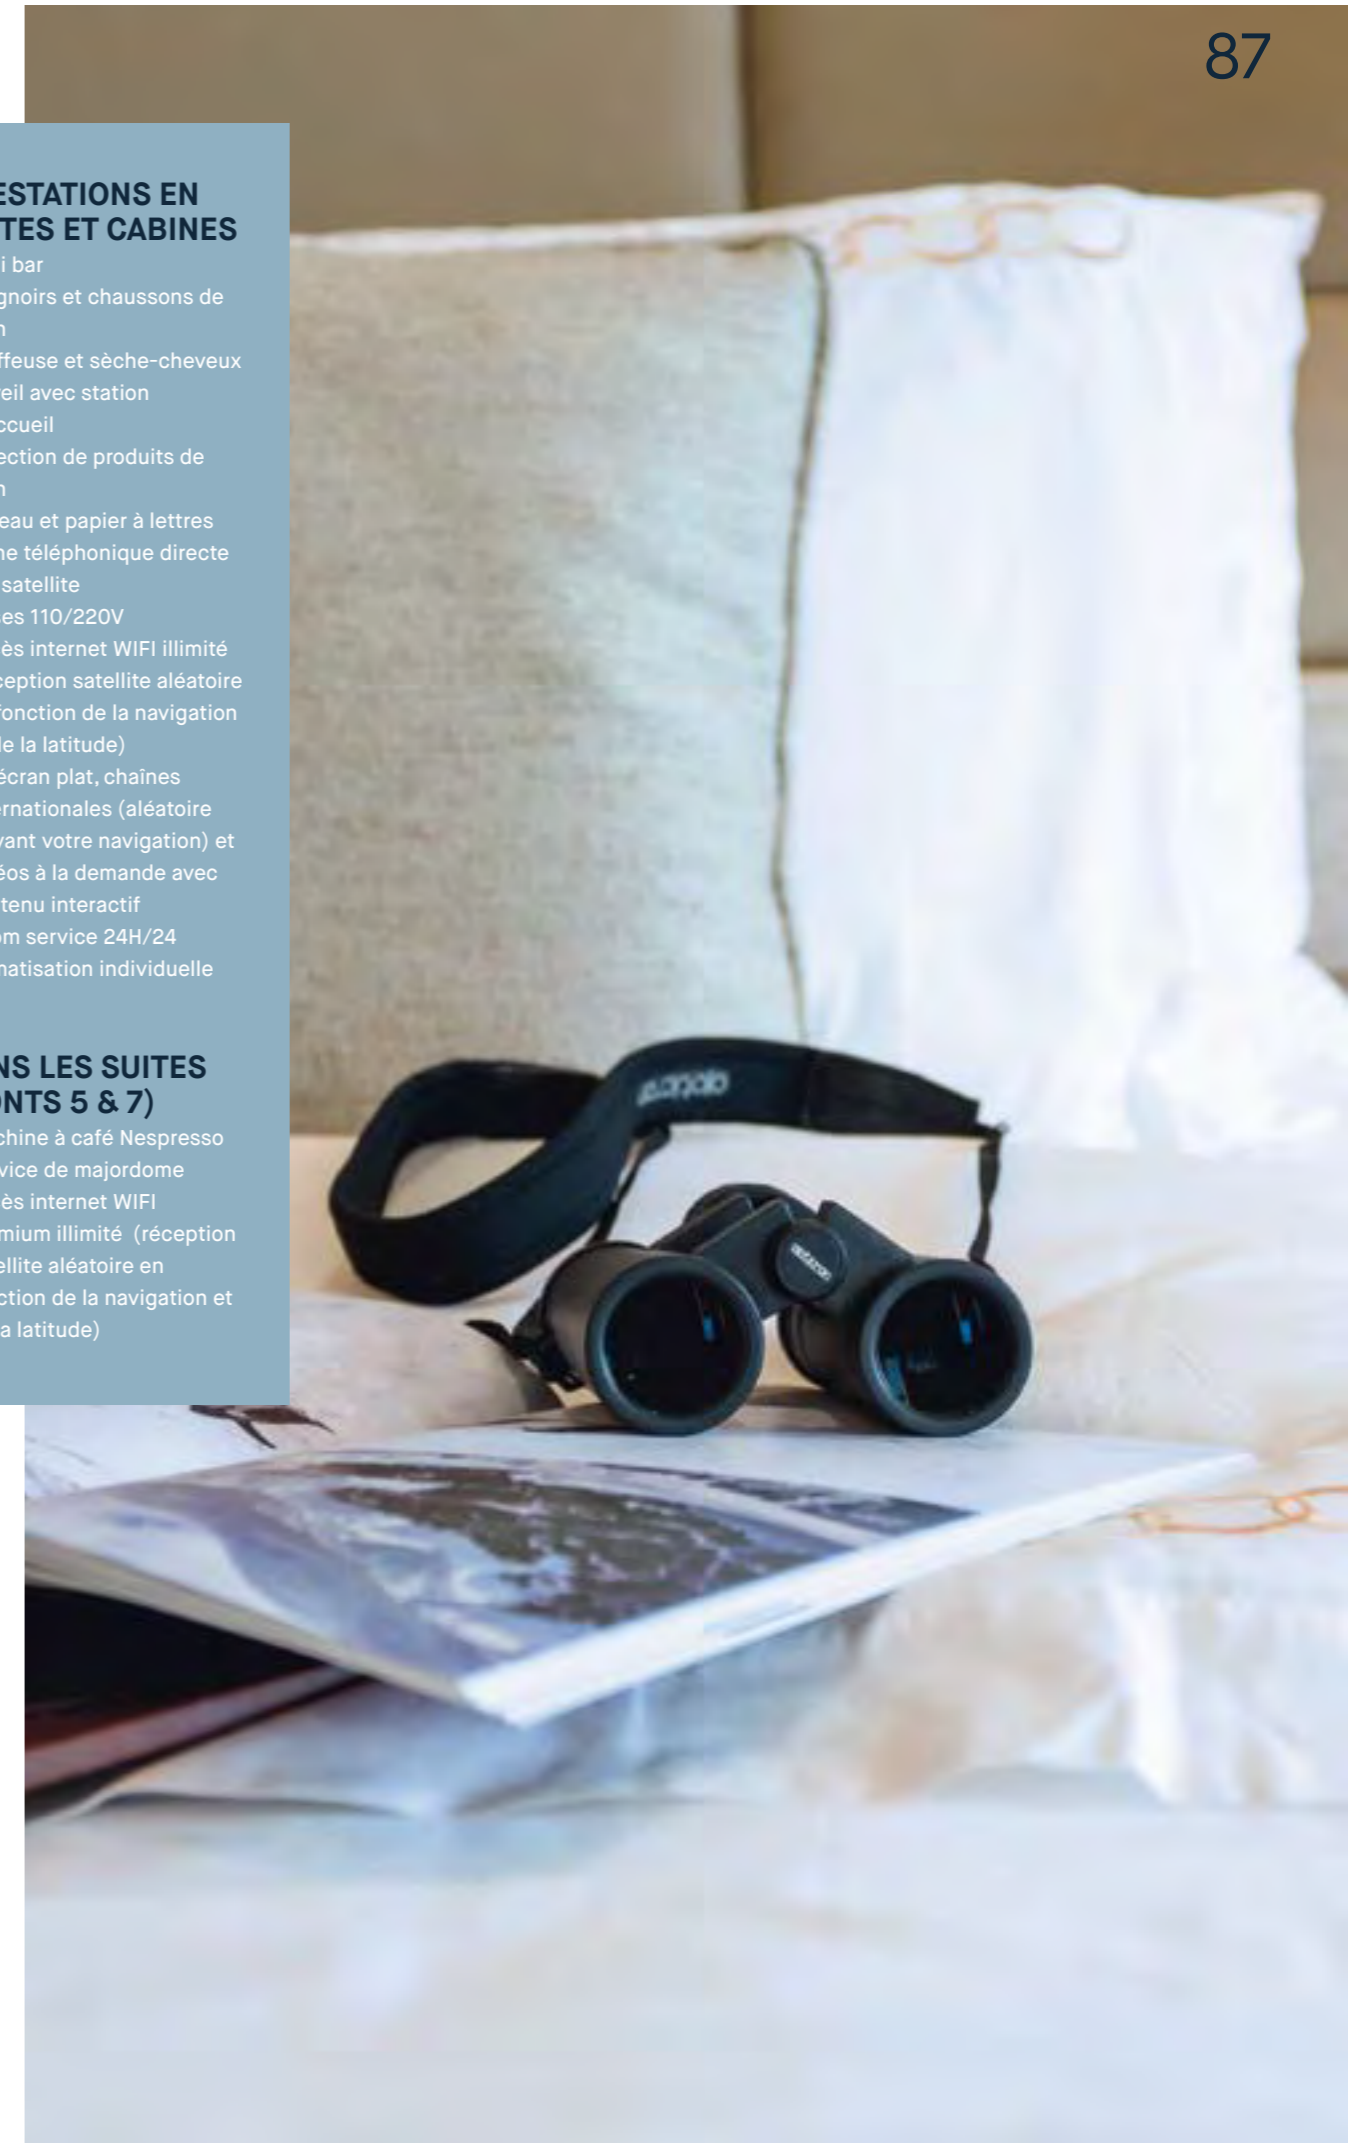 87
ESTATIONS EN
TES ET CABINES
i bar
gnoirs et chaussons de
n
ffeuse et sèche-cheveux
eil avec station
ccueil
ection de produits de
n
eau et papier à lettres
ne téléphonique directe
satellite
es 110/220V
ès internet WIFI illimité
ception satellite aléatoire
fonction de la navigation
de la latitude)
écran plat, chaînes
ernationales (aléatoire
vant votre navigation) et
éos à la demande avec
tenu interactif
om service 24H/24
matisation individuelle
NS LES SUITES
ONTS 5 & 7)
chine à café Nespresso
vice de majordome
ès internet WIFI
mium illimité (réception
ellite aléatoire en
ction de la navigation et
a latitude)